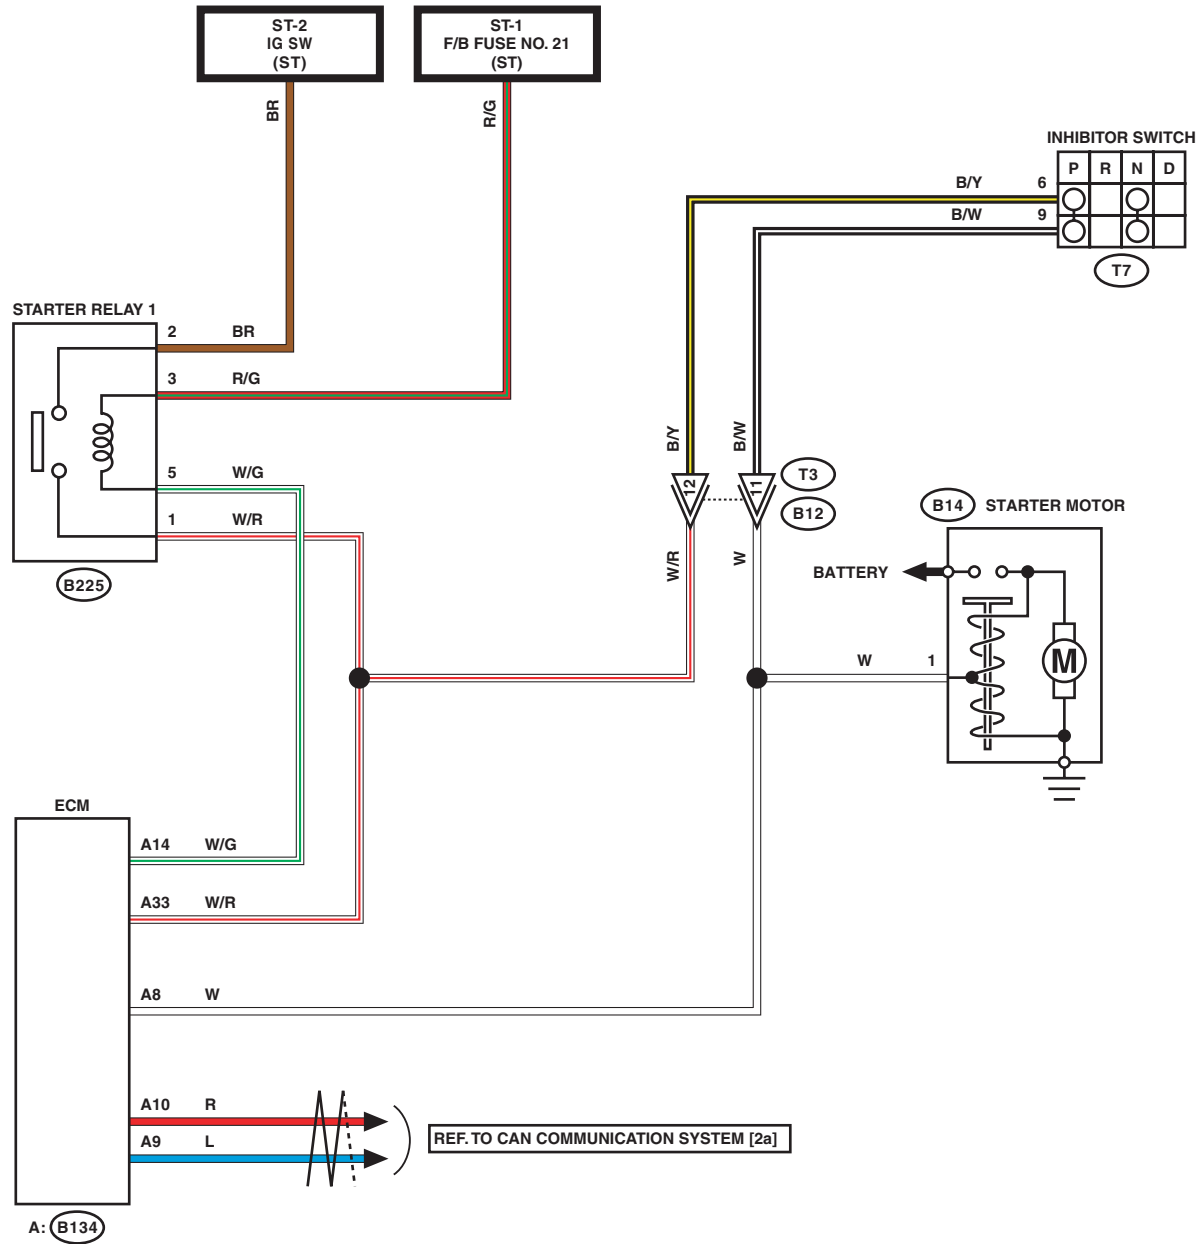 ST-2
IG SW
(ST)
ST-1
F/B FUSE NO. 21
(ST)
BR
R/G
INHIBITOR SWITCH
P R N D
B/Y 6
B/W 9
T7
STARTER RELAY 1
2 BR
3 R/G
5 W/G
1 W/R
B225
B/Y
B/W
12
11
T3
B12
W/R
W
B14 STARTER MOTOR
BATTERY
M
W 1
ECM
A14 W/G
A33 W/R
A8 W
A10 R
A9 L
REF. TO CAN COMMUNICATION SYSTEM [2a]
A: B134